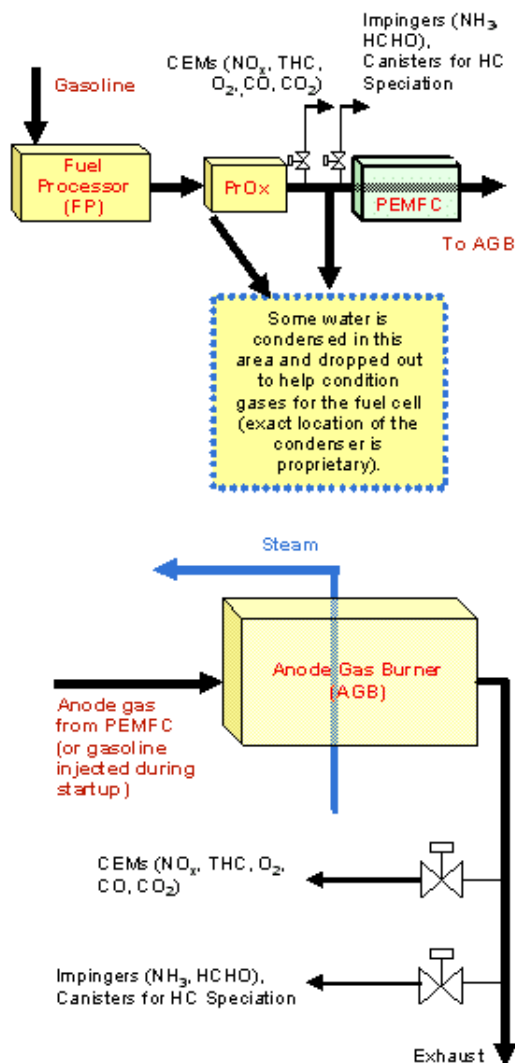 Impingers (NH3,
HCHO),
Canisters for HC
Speciation
CEMs (NOx, THC,
O2, CO, CO2)
Gasoline
Fuel
Processor
(FP)
PrOx
PEMFC
To AGB
Some water is
condensed in this
area and dropped out
to help condition
gases for the fuel cell
(exact location of the
condenser is
proprietary).
Steam
Anode Gas Burner
(AGB)
Anode gas
from PEMFC
(or gasoline
injected during
startup)
CEMs (NOx, THC, O2,
CO, CO2)
Impingers (NH3, HCHO),
Canisters for HC Speciation
Exhaust